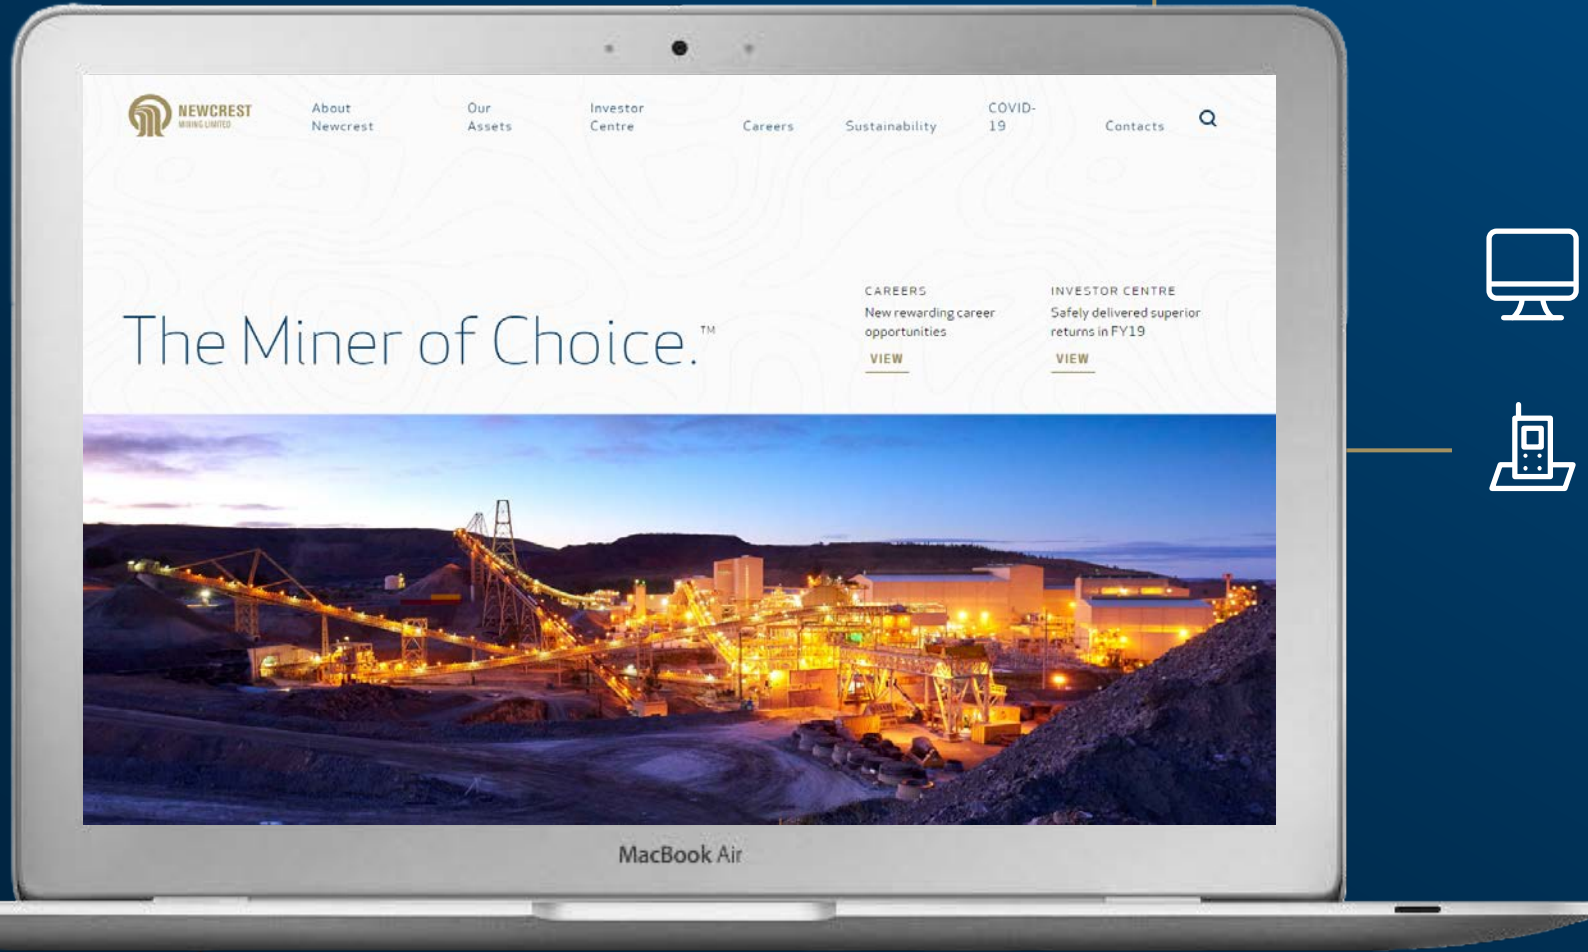 NEWCREST
MINING LIMITED
About
Newcrest
Our
Assets
Investor
Centre
Careers
Sustainability
COVID-
19
Contacts
The Miner of Choice.™
CAREERS
New rewarding career
opportunities
VIEW
INVESTOR CENTRE
Safely delivered superior
returns in FY19
VIEW
MacBook Air